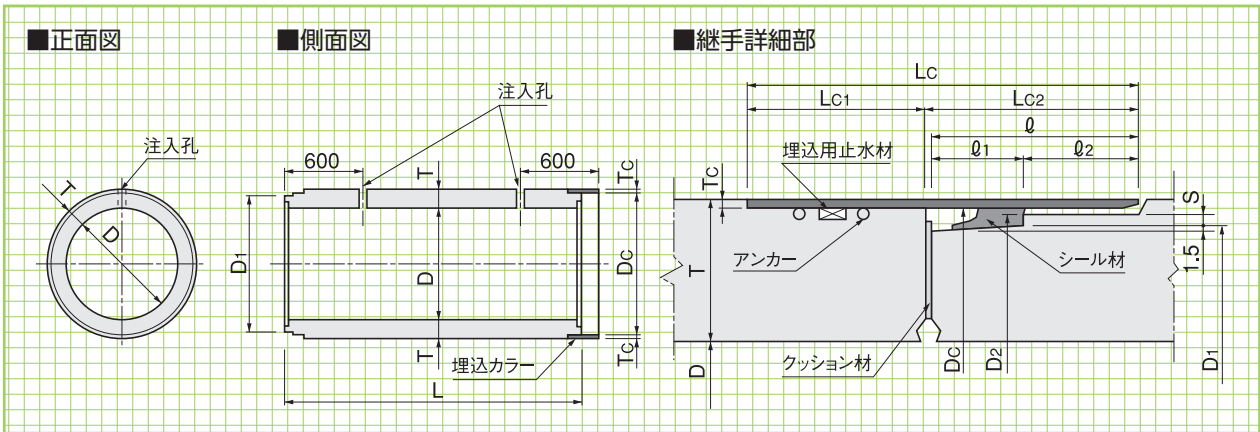 ■正面図
注入孔
T
D
D1
■側面図
注入孔
600
600
T
TC
D
DC
T
TC
埋込カラー
L
■継手詳細部
LC
LC1
LC2
ℓ
ℓ1
ℓ2
埋込用止水材
TC
S
アンカー
シール材
1.5
T
クッション材
D
DC
D2
D1